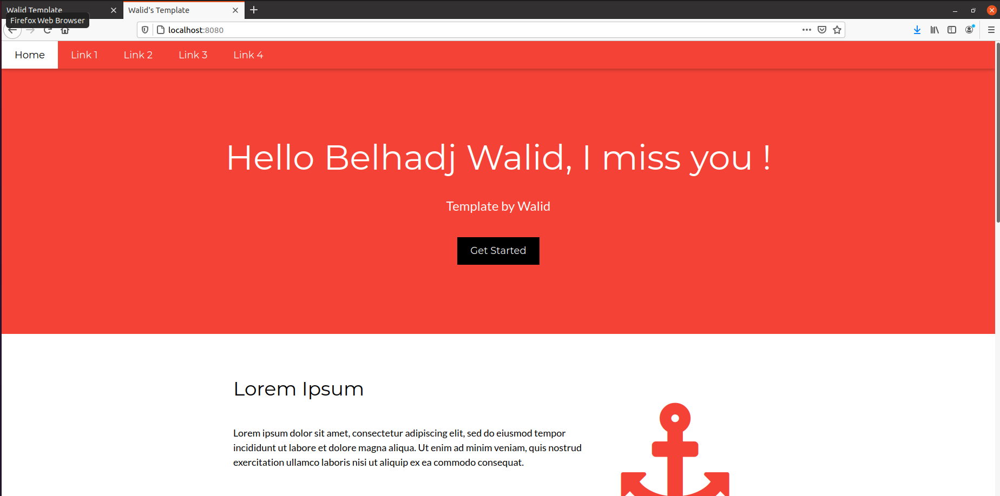 Walid Template
Walid's Template
Firefox Web Browser
localhost:8080
Home
Link 1
Link 2
Link 3
Link 4
Hello Belhadj Walid, I miss you !
Template by Walid
Get Started
Lorem Ipsum
Lorem ipsum dolor sit amet, consectetur adipiscing elit, sed do eiusmod tempor
incididunt ut labore et dolore magna aliqua. Ut enim ad minim veniam, quis nostrud
exercitation ullamco laboris nisi ut aliquip ex ea commodo consequat.